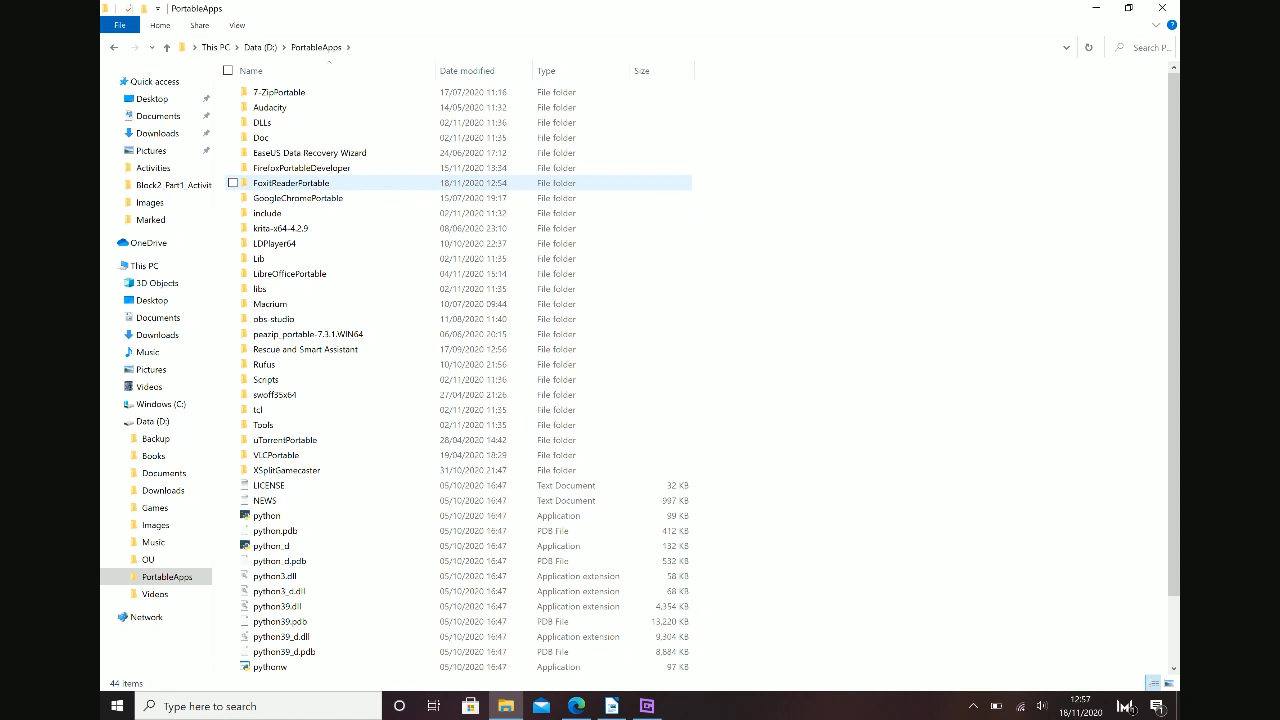 PortableApps
File Home Share View
This PC Data (D:) PortableApps Search P...
Name Date modified Type Size
Quick access
Desktop
Documents
Downloads
Pictures
Activities
Block2_Part1_Activit
Images
Marked
OneDrive
This PC
3D Objects
Desktop
Documents
Downloads
Music
Pictures
Videos
Windows (C:)
Data (D:)
Backup
Books
Documents
Downloads
Games
Images
Music
OU
PortableApps
Videos
Network
7-ZipPortable 17/07/2020 11:16 File folder
Audacity 14/05/2020 11:32 File folder
DLLs 02/11/2020 11:36 File folder
Doc 02/11/2020 11:35 File folder
EaseUS Data Recovery Wizard 24/06/2020 17:12 File folder
FirefoxPortableDeveloper 15/11/2020 13:34 File folder
FoxitReaderPortable 18/11/2020 12:54 File folder
GoogleChromePortable 15/07/2020 19:17 File folder
include 02/11/2020 11:32 File folder
krita-x64-4.2.9 08/06/2020 23:10 File folder
LDPlayer64 10/10/2020 22:37 File folder
Lib 02/11/2020 11:35 File folder
LibreOfficePortable 04/11/2020 15:14 File folder
libs 02/11/2020 11:35 File folder
Macrium 10/07/2020 09:44 File folder
obs-studio 11/08/2020 11:40 File folder
peazip_portable-7.3.1.WIN64 06/06/2020 20:15 File folder
Rescue and Smart Assistant 17/09/2020 12:56 File folder
Rufus 10/10/2020 21:56 File folder
Scripts 02/11/2020 11:36 File folder
swoff35x64 27/04/2020 21:26 File folder
tcl 02/11/2020 11:35 File folder
Tools 02/11/2020 11:35 File folder
uTorrentPortable 28/04/2020 14:42 File folder
VLCPortable 19/04/2020 18:29 File folder
XSplitGamecaster 31/10/2020 21:47 File folder
LICENSE 05/10/2020 16:47 Text Document 32 KB
NEWS 05/10/2020 16:47 Text Document 997 KB
python 05/10/2020 16:47 Application 99 KB
python.pdb 05/10/2020 16:47 PDB File 412 KB
python_d 05/10/2020 16:47 Application 132 KB
python_d.pdb 05/10/2020 16:47 PDB File 532 KB
python3.dll 05/10/2020 16:47 Application extension 58 KB
python3_d.dll 05/10/2020 16:47 Application extension 68 KB
python39.dll 05/10/2020 16:47 Application extension 4,354 KB
python39.pdb 05/10/2020 16:47 PDB File 13,220 KB
python39_d.dll 05/10/2020 16:47 Application extension 9,304 KB
python39_d.pdb 05/10/2020 16:47 PDB File 8,884 KB
pythonw 05/10/2020 16:47 Application 97 KB
44 items
Type here to search
12:57
18/11/2020